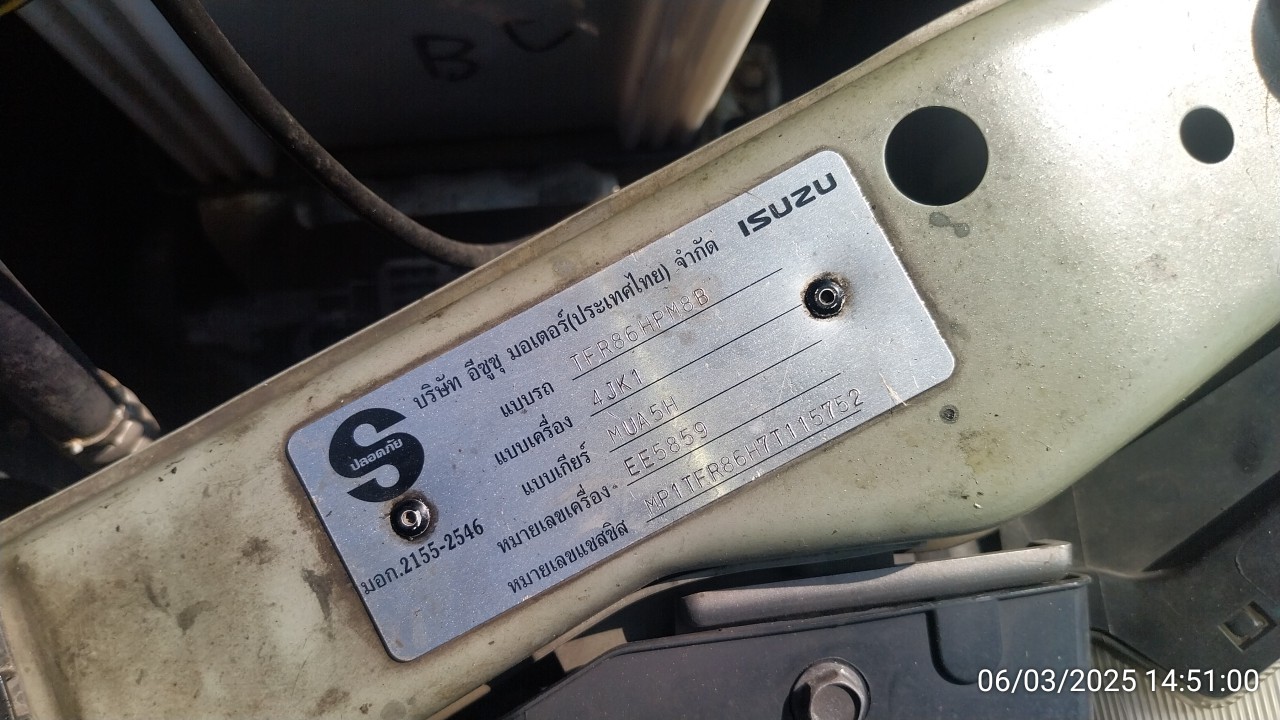 BU
บริษัท อีซูซุ มอเตอร์(ประเทศไทย) จำกัด ISUZU
แบบรถ TFR86HPM8B
แบบเครื่อง 4JK1
แบบเกียร์ MUA5H
หมายเลขเครื่อง EE5859
หมายเลขแชสซิส MP1TFR86H7T115752
S
ปลอดภัย
มอก.2155-2546
06/03/2025 14:51:00